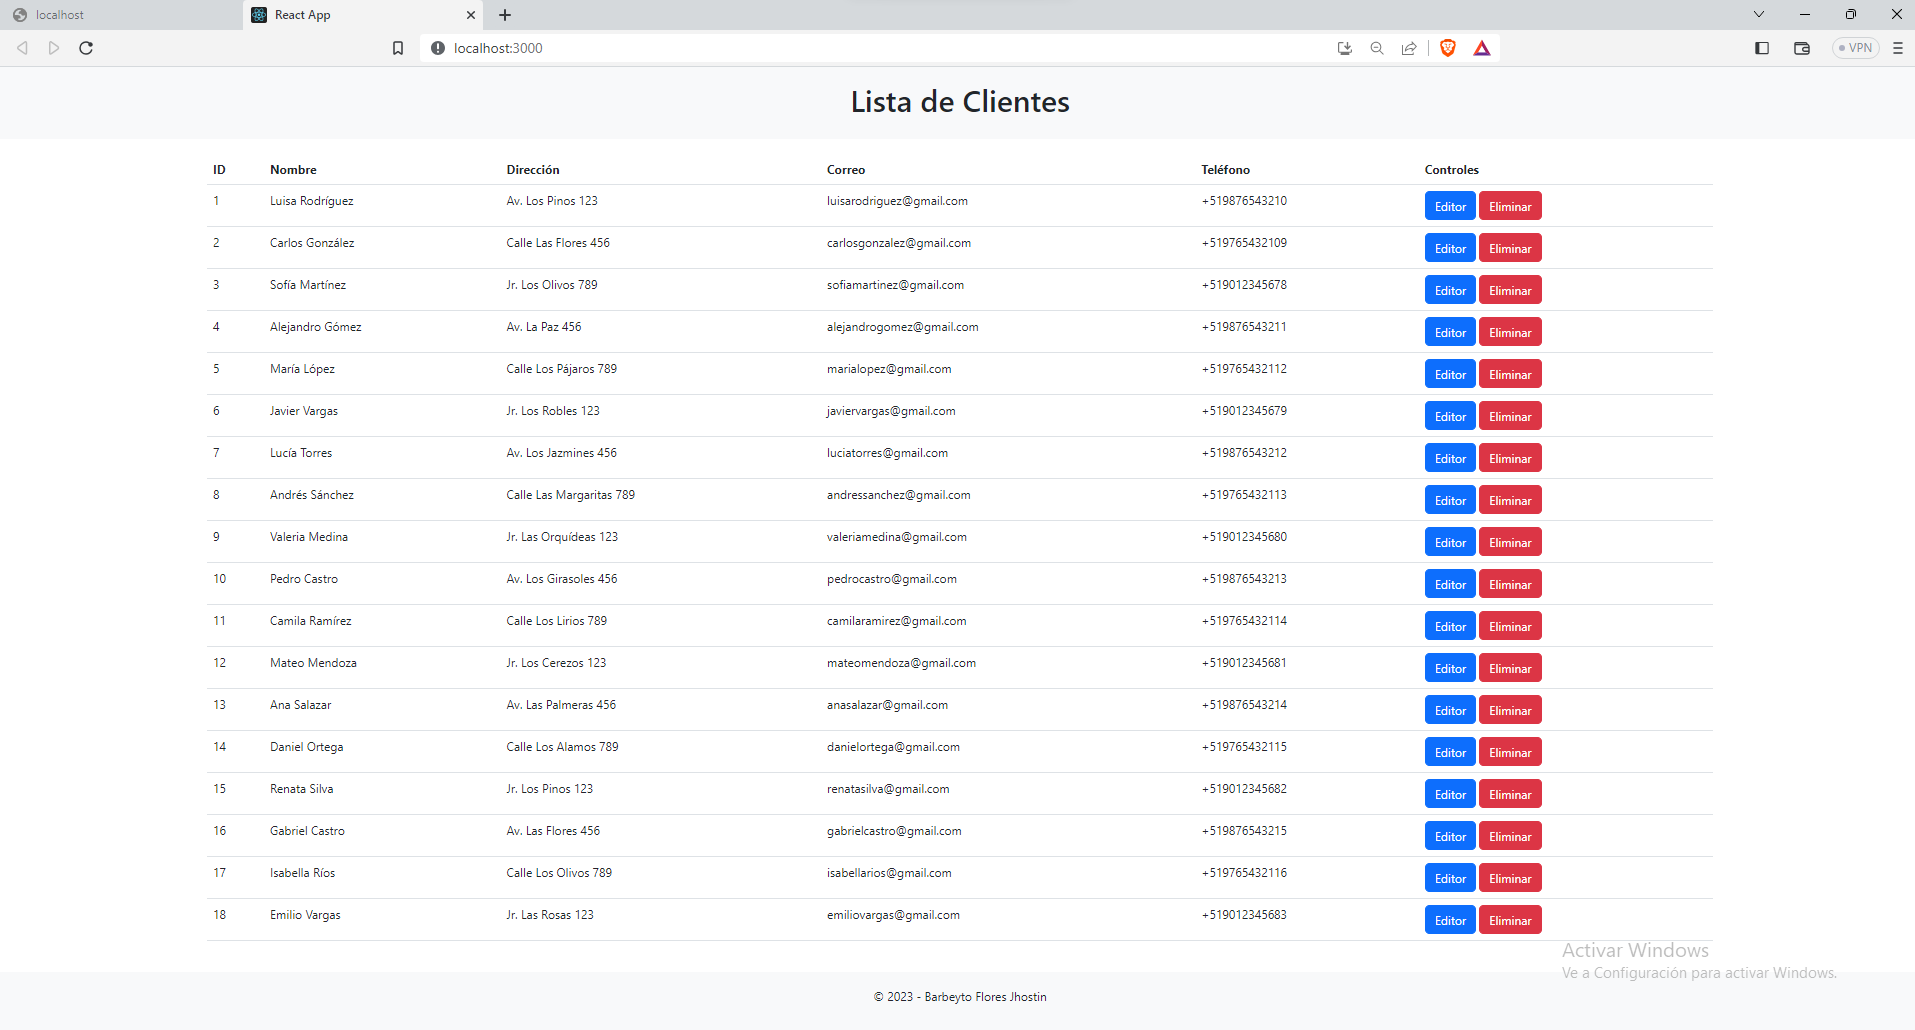 localhost
React App
localhost:3000
VPN
Lista de Clientes
ID Nombre Dirección Correo Teléfono Controles
1 Luisa Rodríguez Av. Los Pinos 123 luisarodriguez@gmail.com +519876543210 Editor Eliminar
2 Carlos González Calle Las Flores 456 carlosgonzalez@gmail.com +519765432109 Editor Eliminar
3 Sofía Martínez Jr. Los Olivos 789 sofiamartinez@gmail.com +519012345678 Editor Eliminar
4 Alejandro Gómez Av. La Paz 456 alejandrogomez@gmail.com +519876543211 Editor Eliminar
5 María López Calle Los Pájaros 789 marialopez@gmail.com +519765432112 Editor Eliminar
6 Javier Vargas Jr. Los Robles 123 javiervargas@gmail.com +519012345679 Editor Eliminar
7 Lucía Torres Av. Los Jazmines 456 luciatorres@gmail.com +519876543212 Editor Eliminar
8 Andrés Sánchez Calle Las Margaritas 789 andressanchez@gmail.com +519765432113 Editor Eliminar
9 Valeria Medina Jr. Las Orquídeas 123 valeriamedina@gmail.com +519012345680 Editor Eliminar
10 Pedro Castro Av. Los Girasoles 456 pedrocastro@gmail.com +519876543213 Editor Eliminar
11 Camila Ramírez Calle Los Lirios 789 camilaramirez@gmail.com +519765432114 Editor Eliminar
12 Mateo Mendoza Jr. Los Cerezos 123 mateomendoza@gmail.com +519012345681 Editor Eliminar
13 Ana Salazar Av. Las Palmeras 456 anasalazar@gmail.com +519876543214 Editor Eliminar
14 Daniel Ortega Calle Los Alamos 789 danielortega@gmail.com +519765432115 Editor Eliminar
15 Renata Silva Jr. Los Pinos 123 renatasilva@gmail.com +519012345682 Editor Eliminar
16 Gabriel Castro Av. Las Flores 456 gabrielcastro@gmail.com +519876543215 Editor Eliminar
17 Isabella Ríos Calle Los Olivos 789 isabellarios@gmail.com +519765432116 Editor Eliminar
18 Emilio Vargas Jr. Las Rosas 123 emiliovargas@gmail.com +519012345683 Editor Eliminar
Activar Windows
Ve a Configuración para activar Windows.
© 2023 - Barbeyto Flores Jhostin